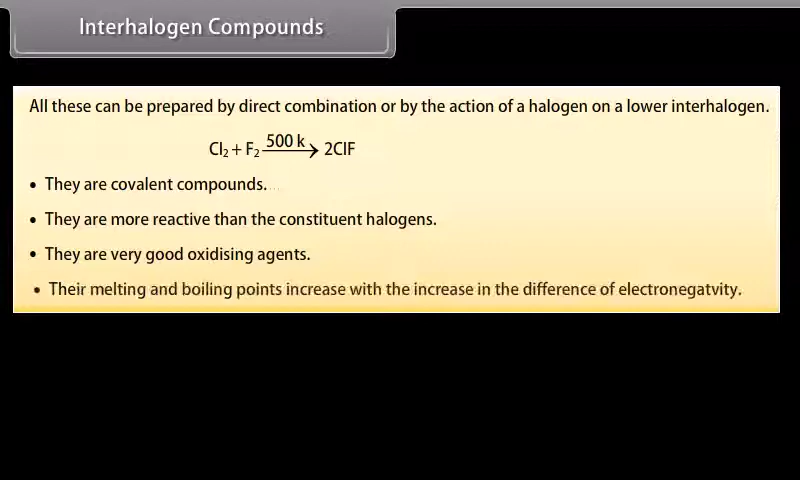 Interhalogen Compounds
All these can be prepared by direct combination or by the action of a halogen on a lower interhalogen.
Cl₂ + F₂ 500 k → 2ClF
• They are covalent compounds.
• They are more reactive than the constituent halogens.
• They are very good oxidising agents.
• Their melting and boiling points increase with the increase in the difference of electronegatvity.